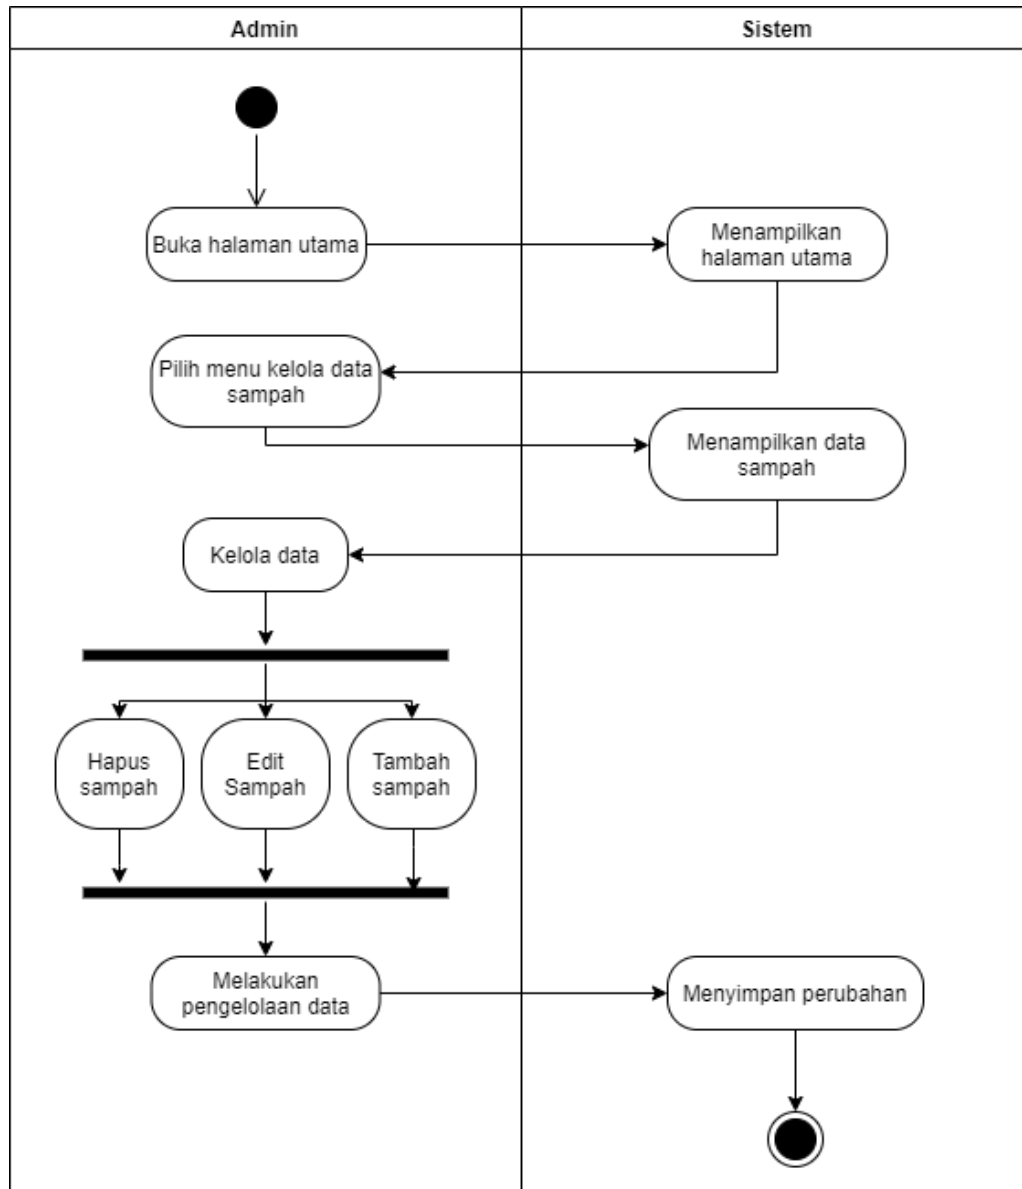 Admin
Sistem
Buka halaman utama
Menampilkan
halaman utama
Pilih menu kelola data
sampah
Menampilkan data
sampah
Kelola data
Hapus
sampah
Edit
Sampah
Tambah
sampah
Melakukan
pengelolaan data
Menyimpan perubahan